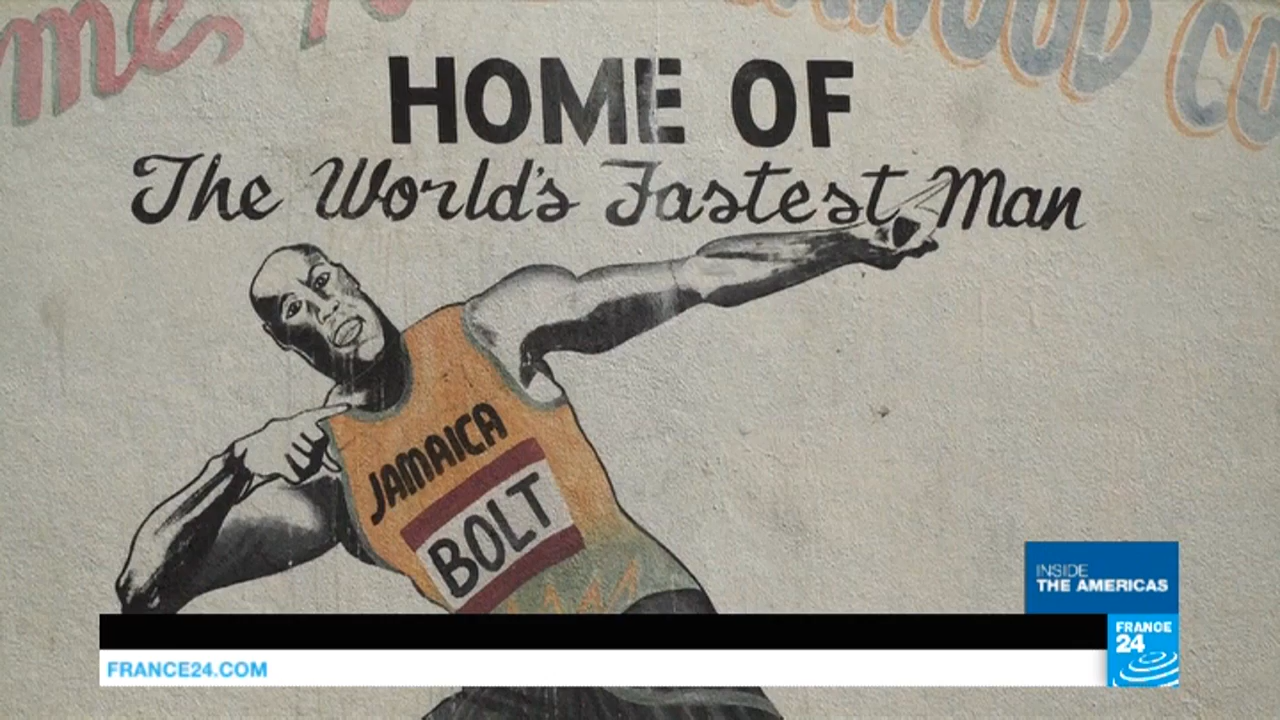 HOME OF
The World's Fastest Man
JAMAICA
BOLT
INSIDE
THE AMERICAS
FRANCE
24
FRANCE24.COM